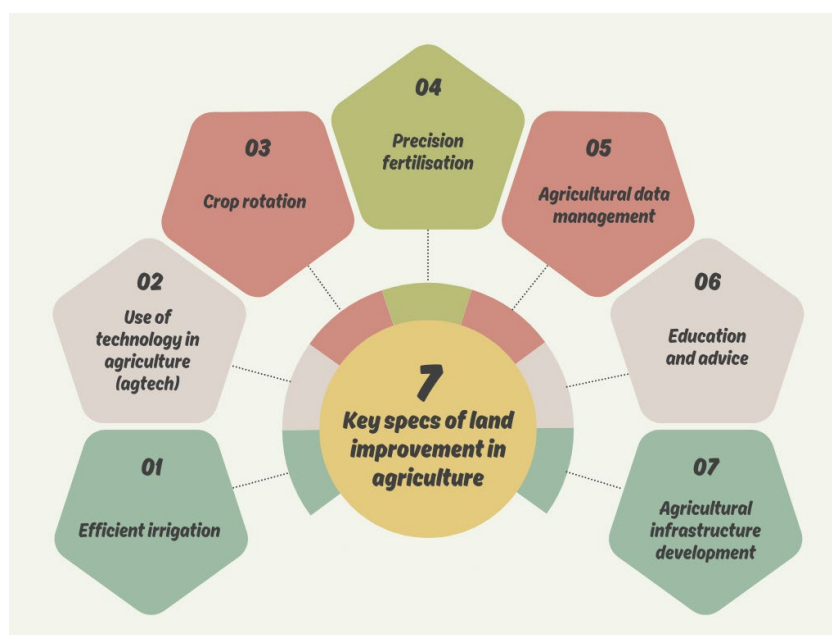 01
Efficient irrigation
02
Use of
technology in
agriculture
(agtech)
03
Crop rotation
04
Precision
fertilisation
05
Agricultural data
management
06
Education
and advice
07
Agricultural
infrastructure
development
7
Key specs of land
improvement in
agriculture